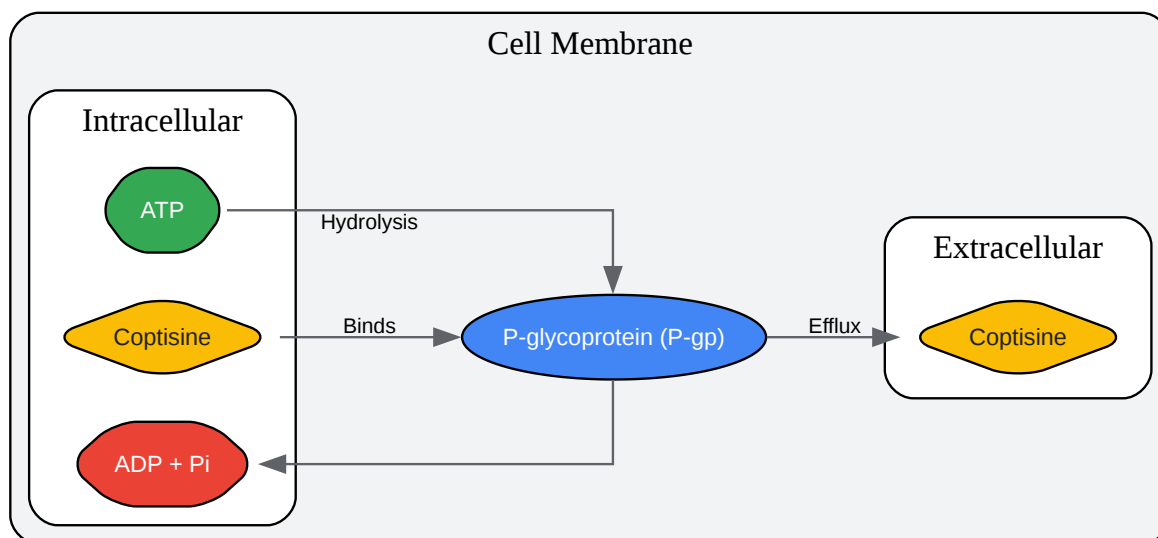 Cell Membrane
Intracellular
ATP
Hydrolysis
Extracellular
Coptisine
Binds
P-glycoprotein (P-gp)
Efflux
Coptisine
ADP + Pi